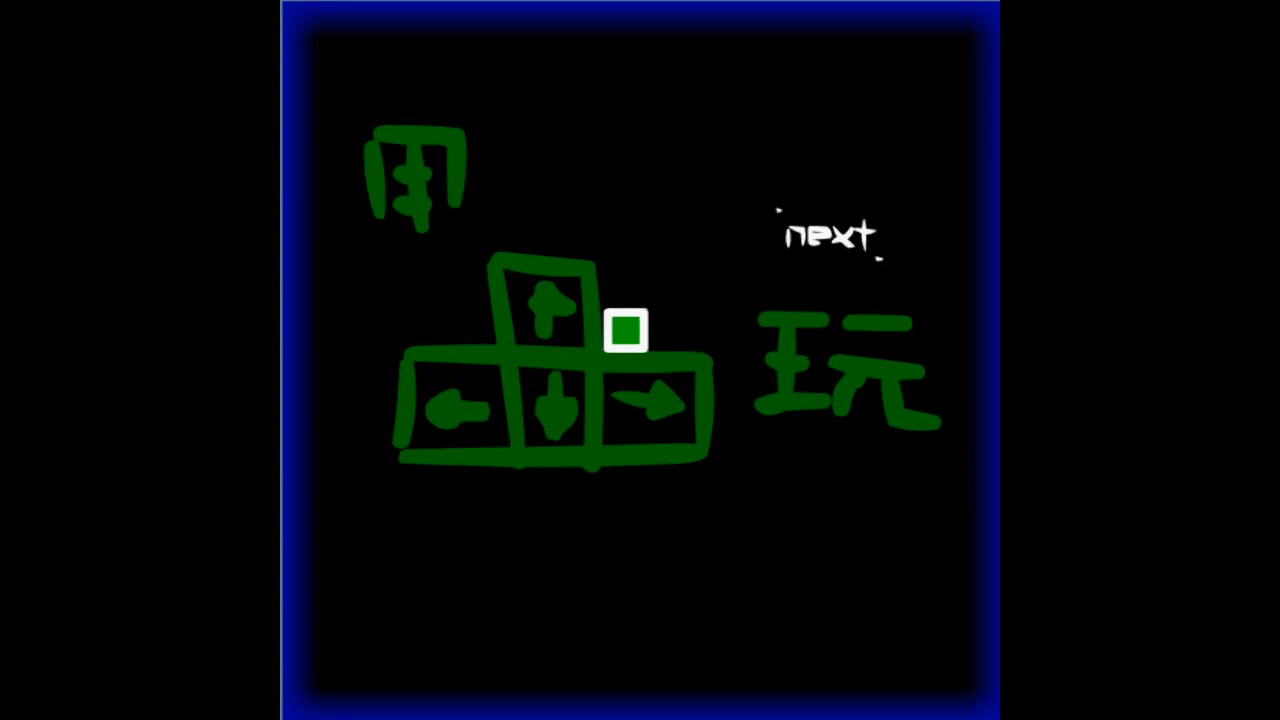 用
next
↑
← ↓ →
玩